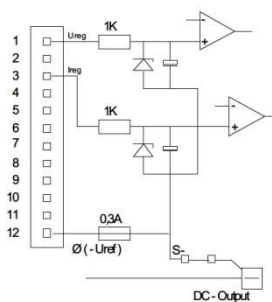 1 Ureg 1K - +
2
3 Ireg
4 1K - +
5
6
7
8
9
10
11 0,3A
12
Ø (-Uref) S-
DC-Output